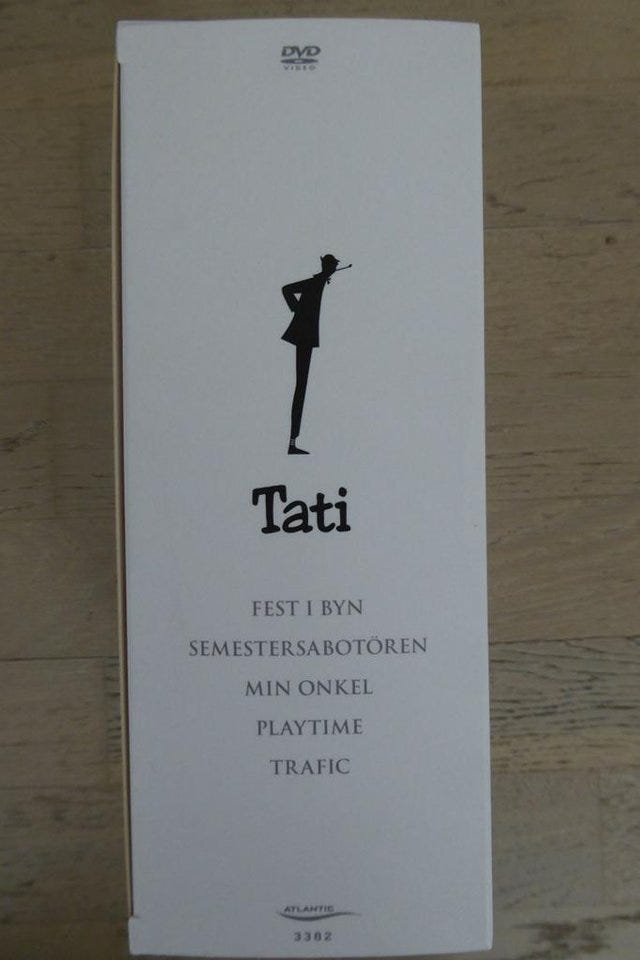 DVD
VIDEO
Tati
FEST I BYN
SEMESTERSABOTÖREN
MIN ONKEL
PLAYTIME
TRAFIC
ATLANTIC
3382